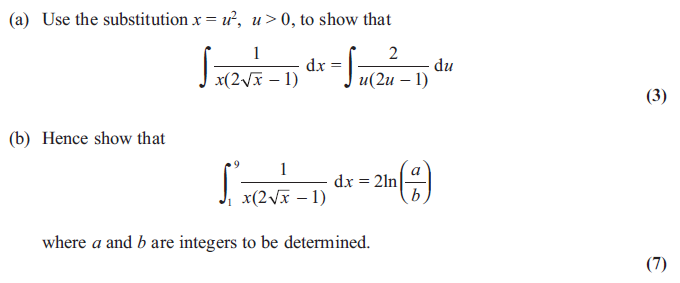 (a) Use the substitution x = u², u > 0, to show that
∫ 1/(x(2√x − 1)) dx = ∫ 2/(u(2u − 1)) du
(3)
(b) Hence show that
∫₁⁹ 1/(x(2√x − 1)) dx = 2ln(a/b)
where a and b are integers to be determined.
(7)